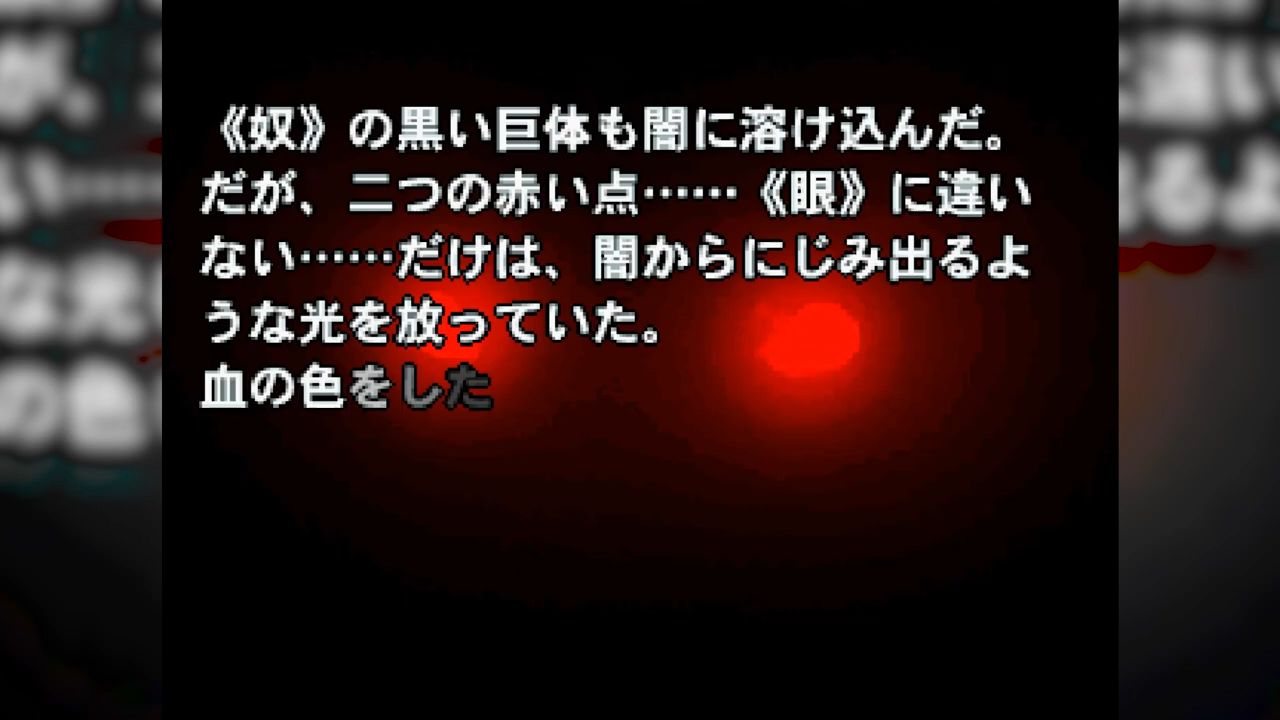 《奴》の黒い巨体も闇に溶け込んだ。
だが、二つの赤い点……《眼》に違い
ない……だけは、闇からにじみ出るよ
うな光を放っていた。
血の色をした